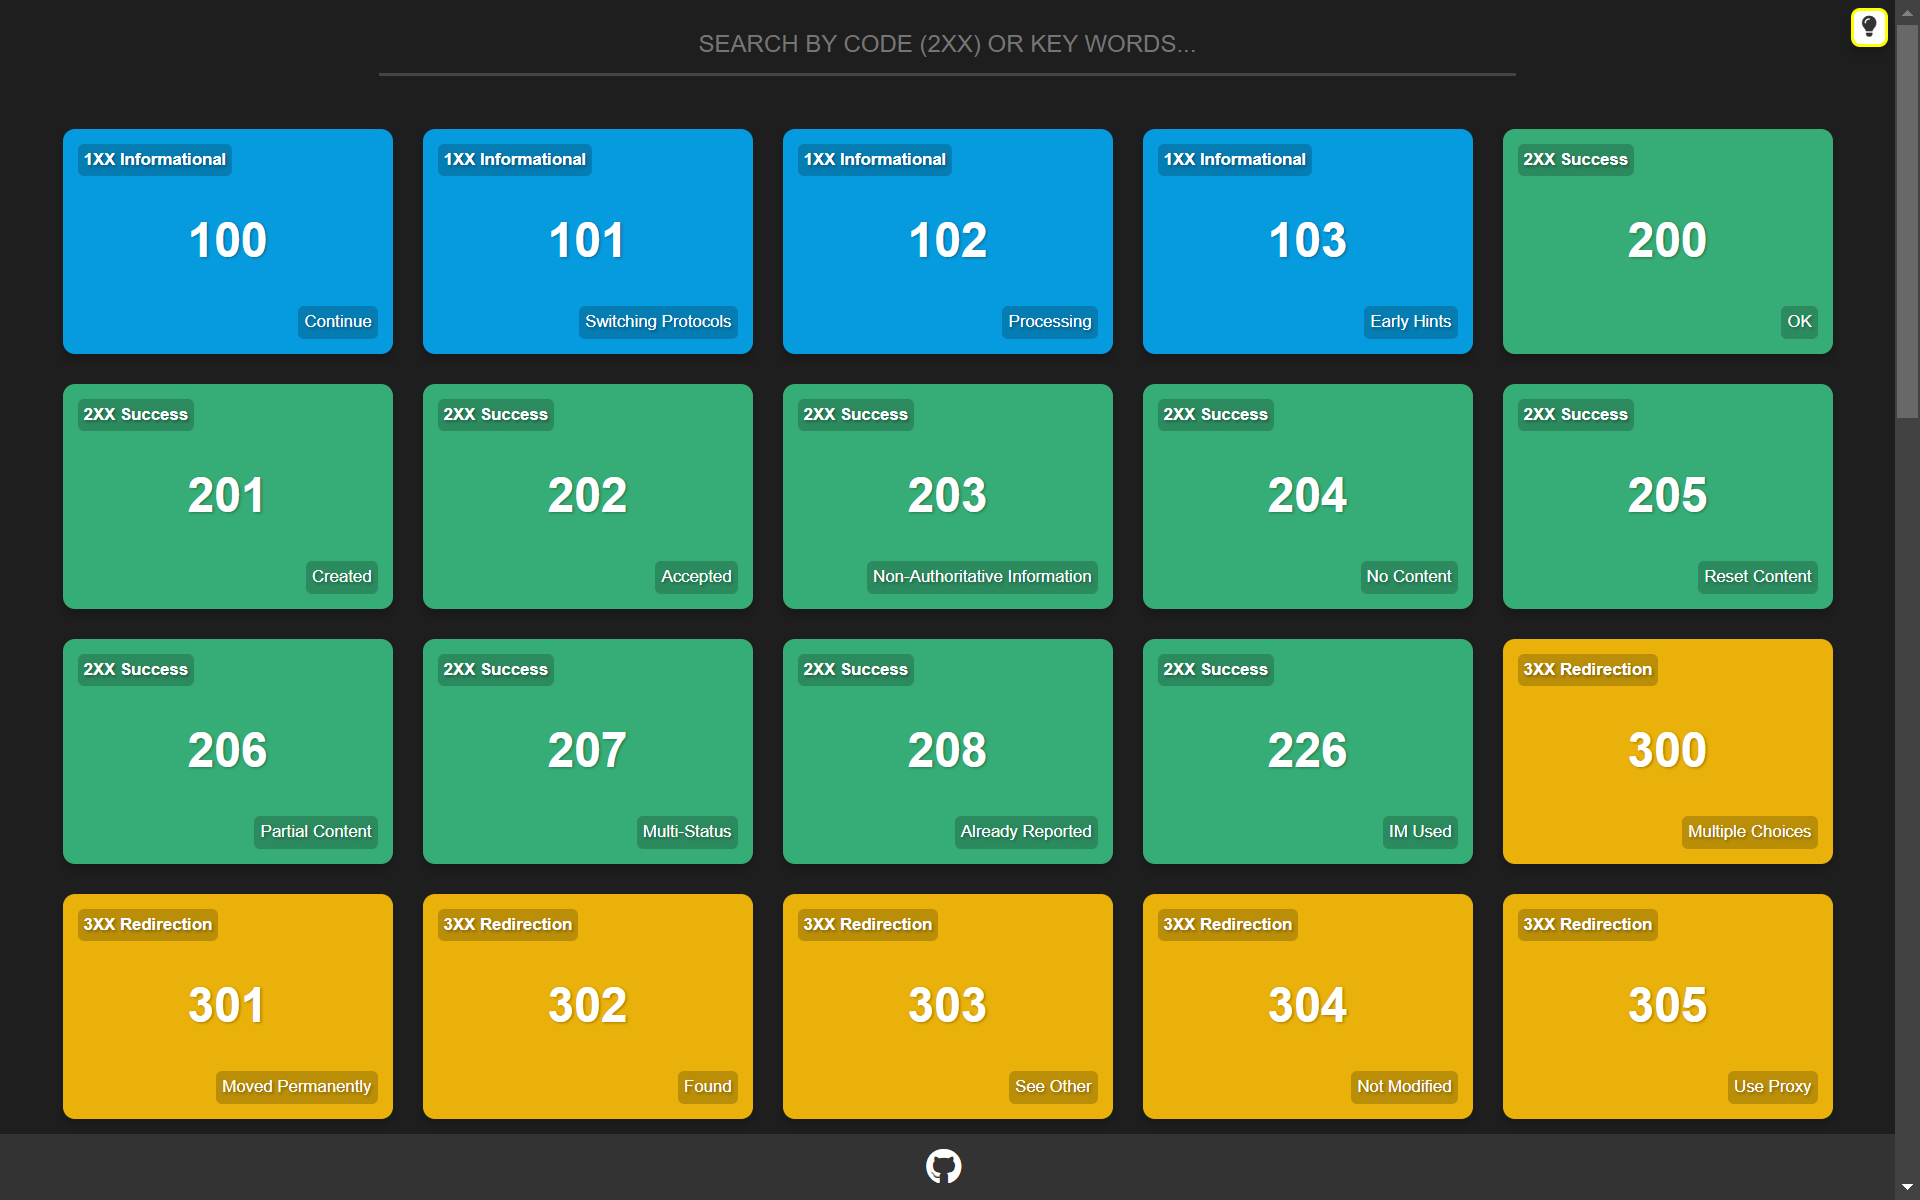 SEARCH BY CODE (2XX) OR KEY WORDS...
1XX Informational
100
Continue
1XX Informational
101
Switching Protocols
1XX Informational
102
Processing
1XX Informational
103
Early Hints
2XX Success
200
OK
2XX Success
201
Created
2XX Success
202
Accepted
2XX Success
203
Non-Authoritative Information
2XX Success
204
No Content
2XX Success
205
Reset Content
2XX Success
206
Partial Content
2XX Success
207
Multi-Status
2XX Success
208
Already Reported
2XX Success
226
IM Used
3XX Redirection
300
Multiple Choices
3XX Redirection
301
Moved Permanently
3XX Redirection
302
Found
3XX Redirection
303
See Other
3XX Redirection
304
Not Modified
3XX Redirection
305
Use Proxy